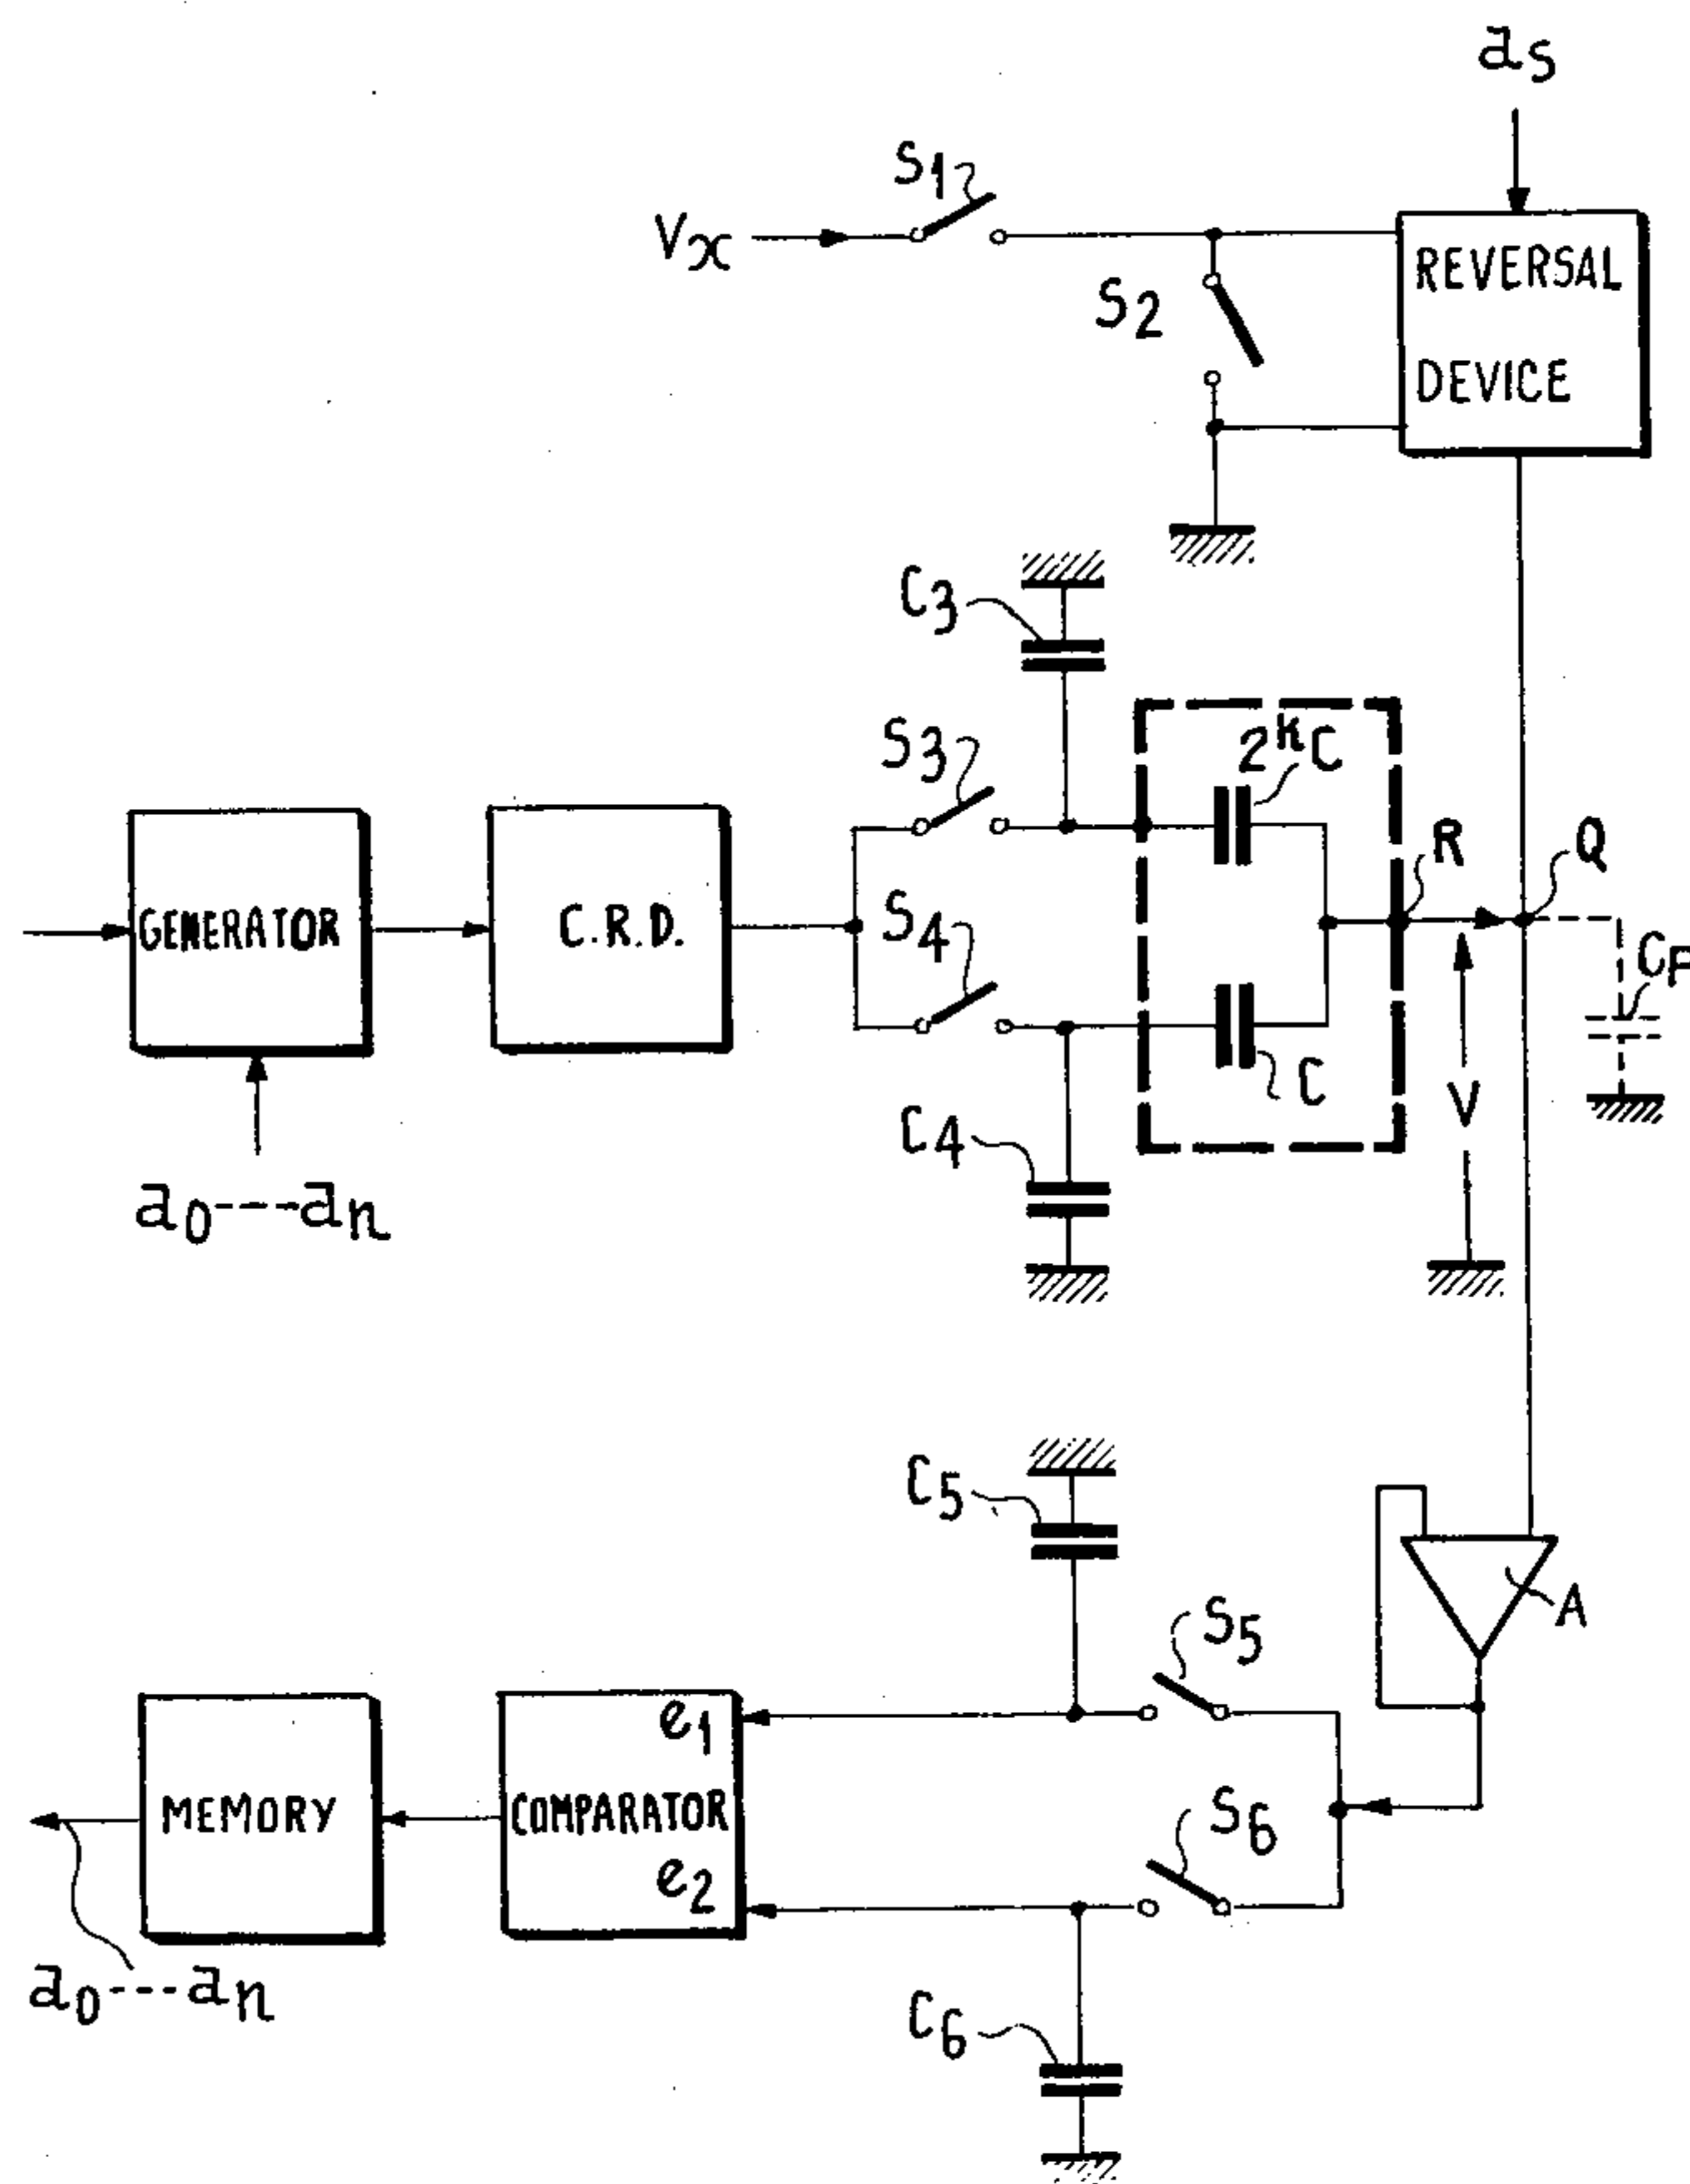 as
S1
Vx
REVERSAL
DEVICE
S2
C3
S3
2ᴷC
R
Q
GENERATOR
C.R.D.
S4
CP
C
V
C4
a0---an
C5
A
S5
e1
MEMORY
COMPARATOR
S6
e2
a0---an
C6